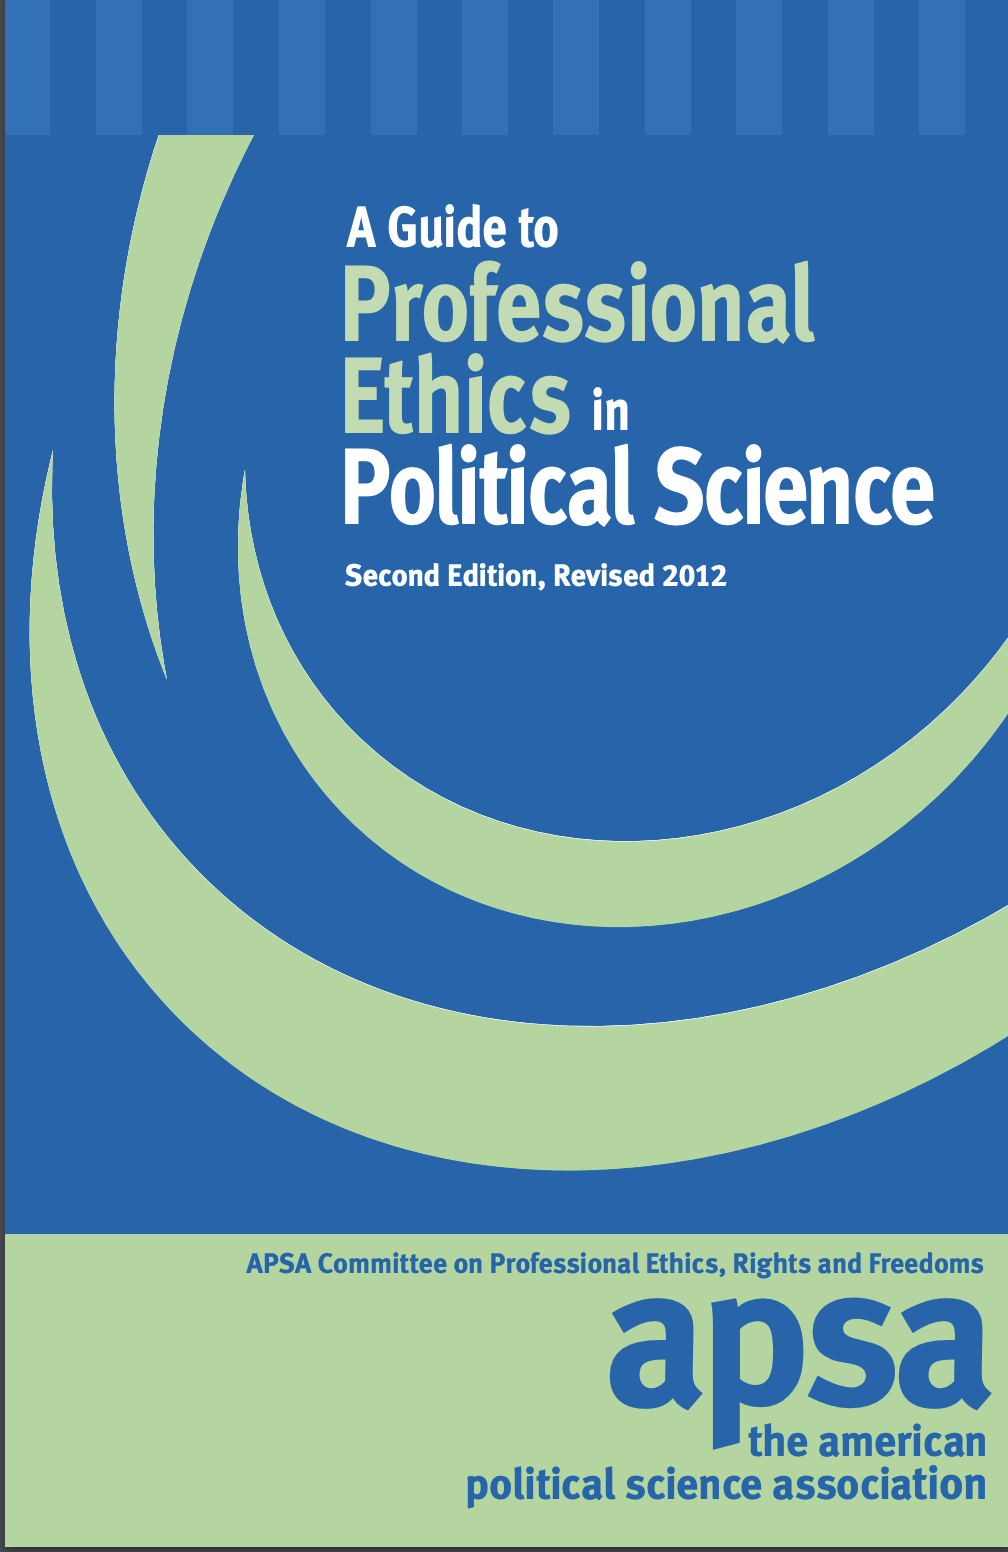 A Guide to
Professional
Ethics in
Political Science
Second Edition, Revised 2012
APSA Committee on Professional Ethics, Rights and Freedoms
apsa
the american
political science association